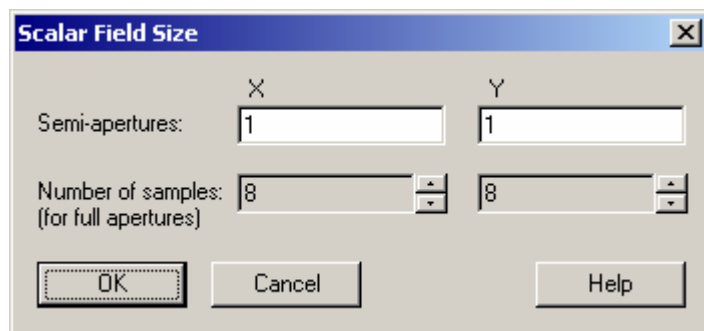 Scalar Field Size
X Y
Semi-apertures: 1 1
Number of samples: 8 8
(for full apertures)
OK Cancel Help